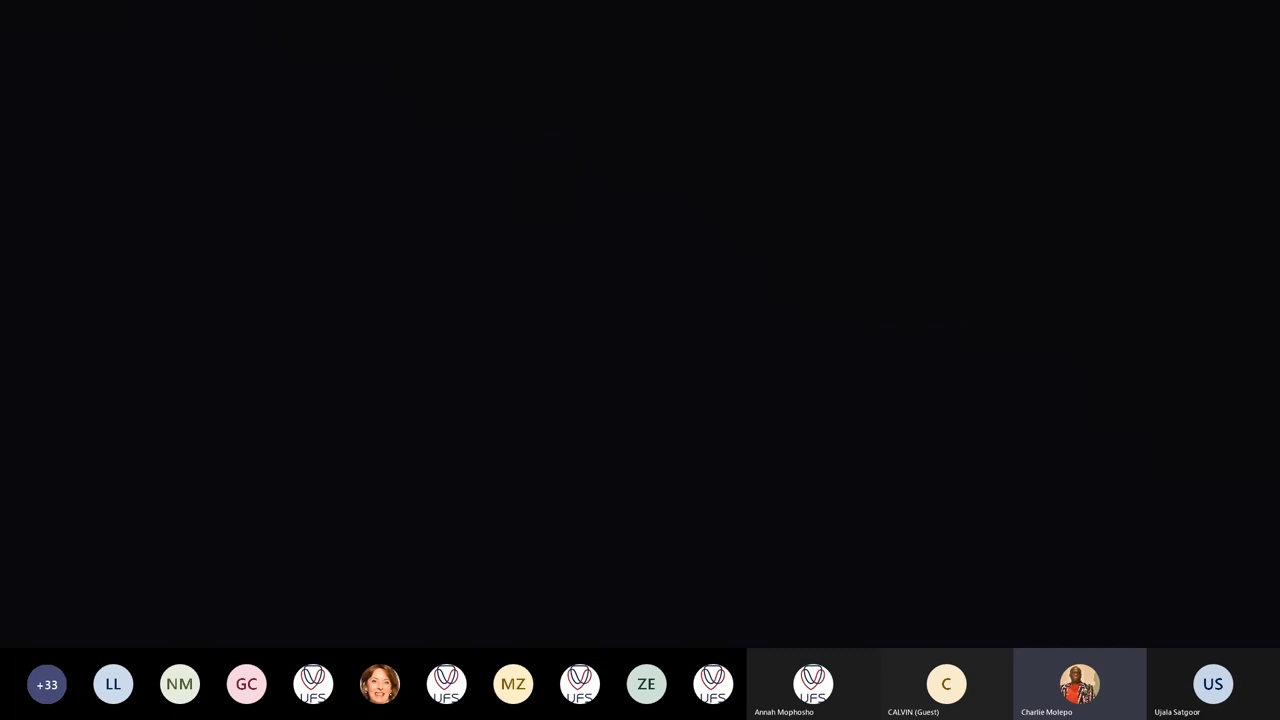 +33
LL
NM
GC
UFS
UFS
MZ
UFS
ZE
UFS
UFS
Annah Mophosho
C
CALVIN (Guest)
Charlie Molepo
US
Ujala Satgoor